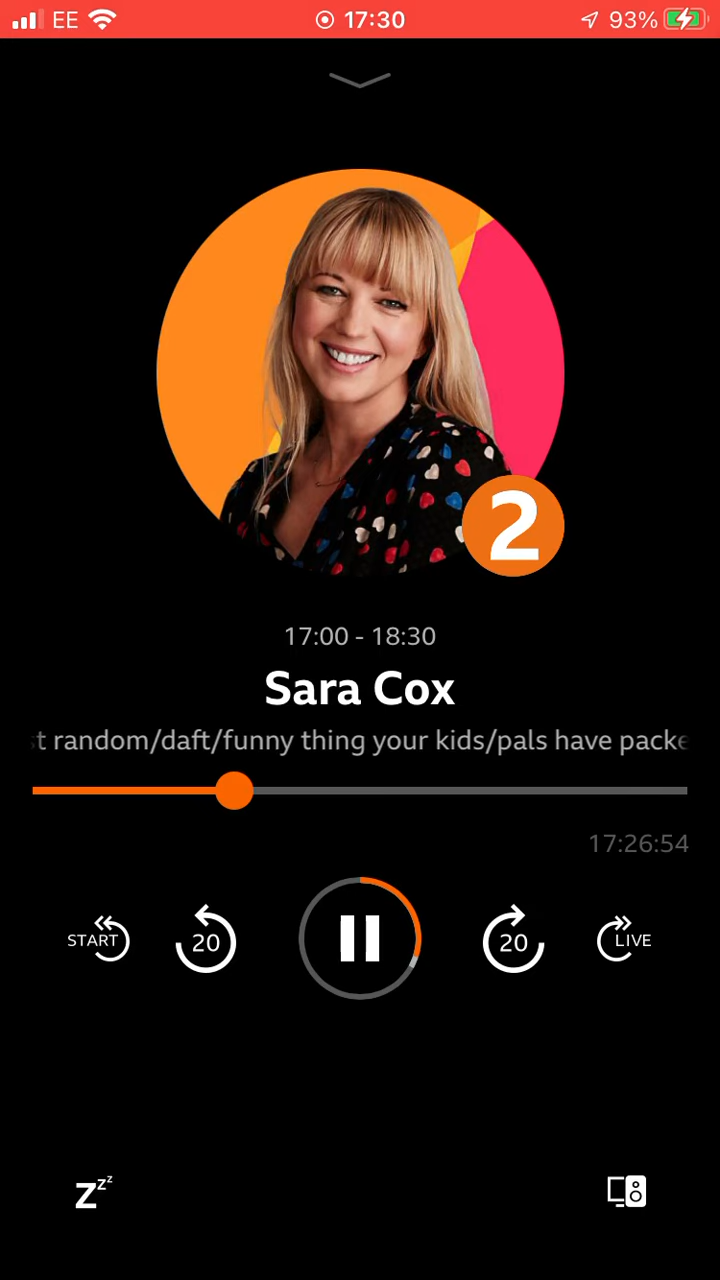 EE 17:30 93%
2
17:00 - 18:30
Sara Cox
random/daft/funny thing your kids/pals have
17:26:54
START 20 20 LIVE
Zzz